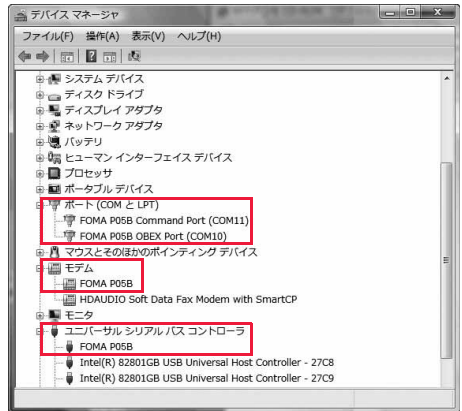 デバイス マネージャ
ファイル(F) 操作(A) 表示(V) ヘルプ(H)
システム デバイス
ディスク ドライブ
ディスプレイ アダプタ
ネットワーク アダプタ
バッテリ
ヒューマン インターフェイス デバイス
プロセッサ
ポータブル デバイス
ポート (COM と LPT)
FOMA P05B Command Port (COM11)
FOMA P05B OBEX Port (COM10)
マウスとそのほかのポインティング デバイス
モデム
FOMA P05B
HDAUDIO Soft Data Fax Modem with SmartCP
モニタ
ユニバーサル シリアル バス コントローラ
FOMA P05B
Intel(R) 82801GB USB Universal Host Controller - 27C8
Intel(R) 82801GB USB Universal Host Controller - 27C9